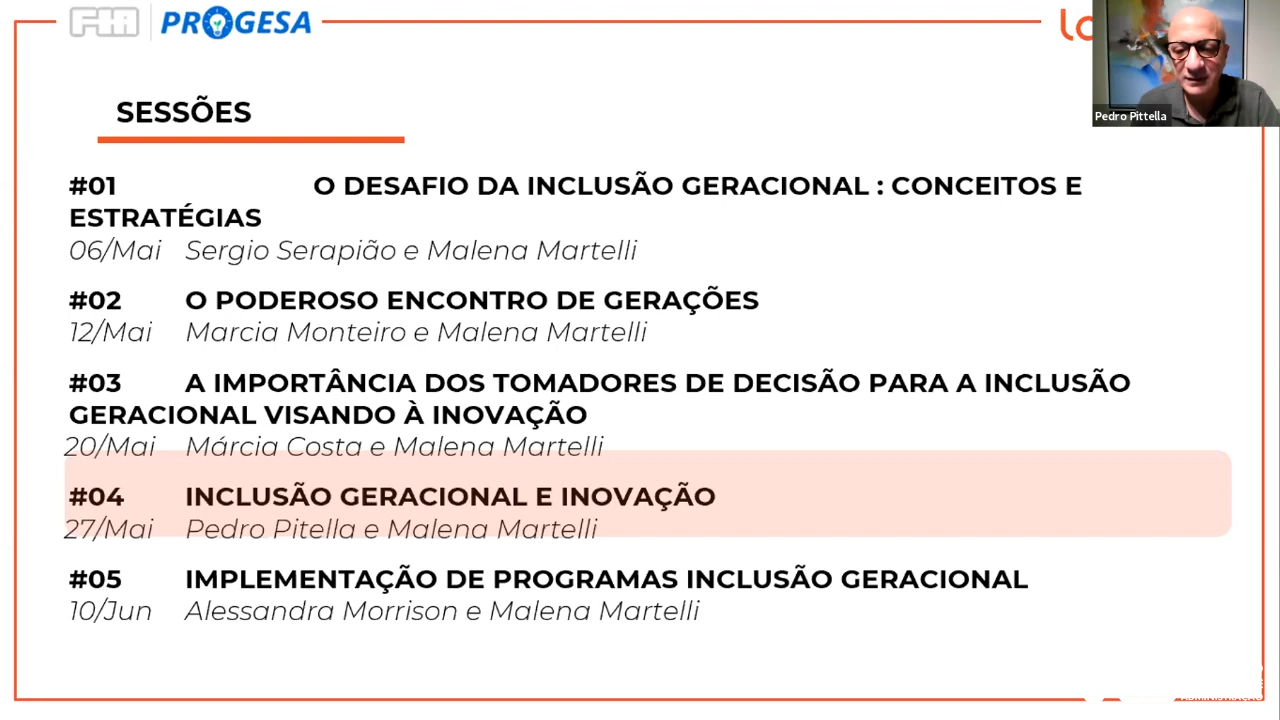 FIA PROGESA
Pedro Pittella
SESSÕES
#01 O DESAFIO DA INCLUSÃO GERACIONAL : CONCEITOS E
ESTRATÉGIAS
06/Mai Sergio Serapião e Malena Martelli
#02 O PODEROSO ENCONTRO DE GERAÇÕES
12/Mai Marcia Monteiro e Malena Martelli
#03 A IMPORTÂNCIA DOS TOMADORES DE DECISÃO PARA A INCLUSÃO
GERACIONAL VISANDO À INOVAÇÃO
20/Mai Márcia Costa e Malena Martelli
#04 INCLUSÃO GERACIONAL E INOVAÇÃO
27/Mai Pedro Pitella e Malena Martelli
#05 IMPLEMENTAÇÃO DE PROGRAMAS INCLUSÃO GERACIONAL
10/Jun Alessandra Morrison e Malena Martelli
ADMINISTRAÇÃO